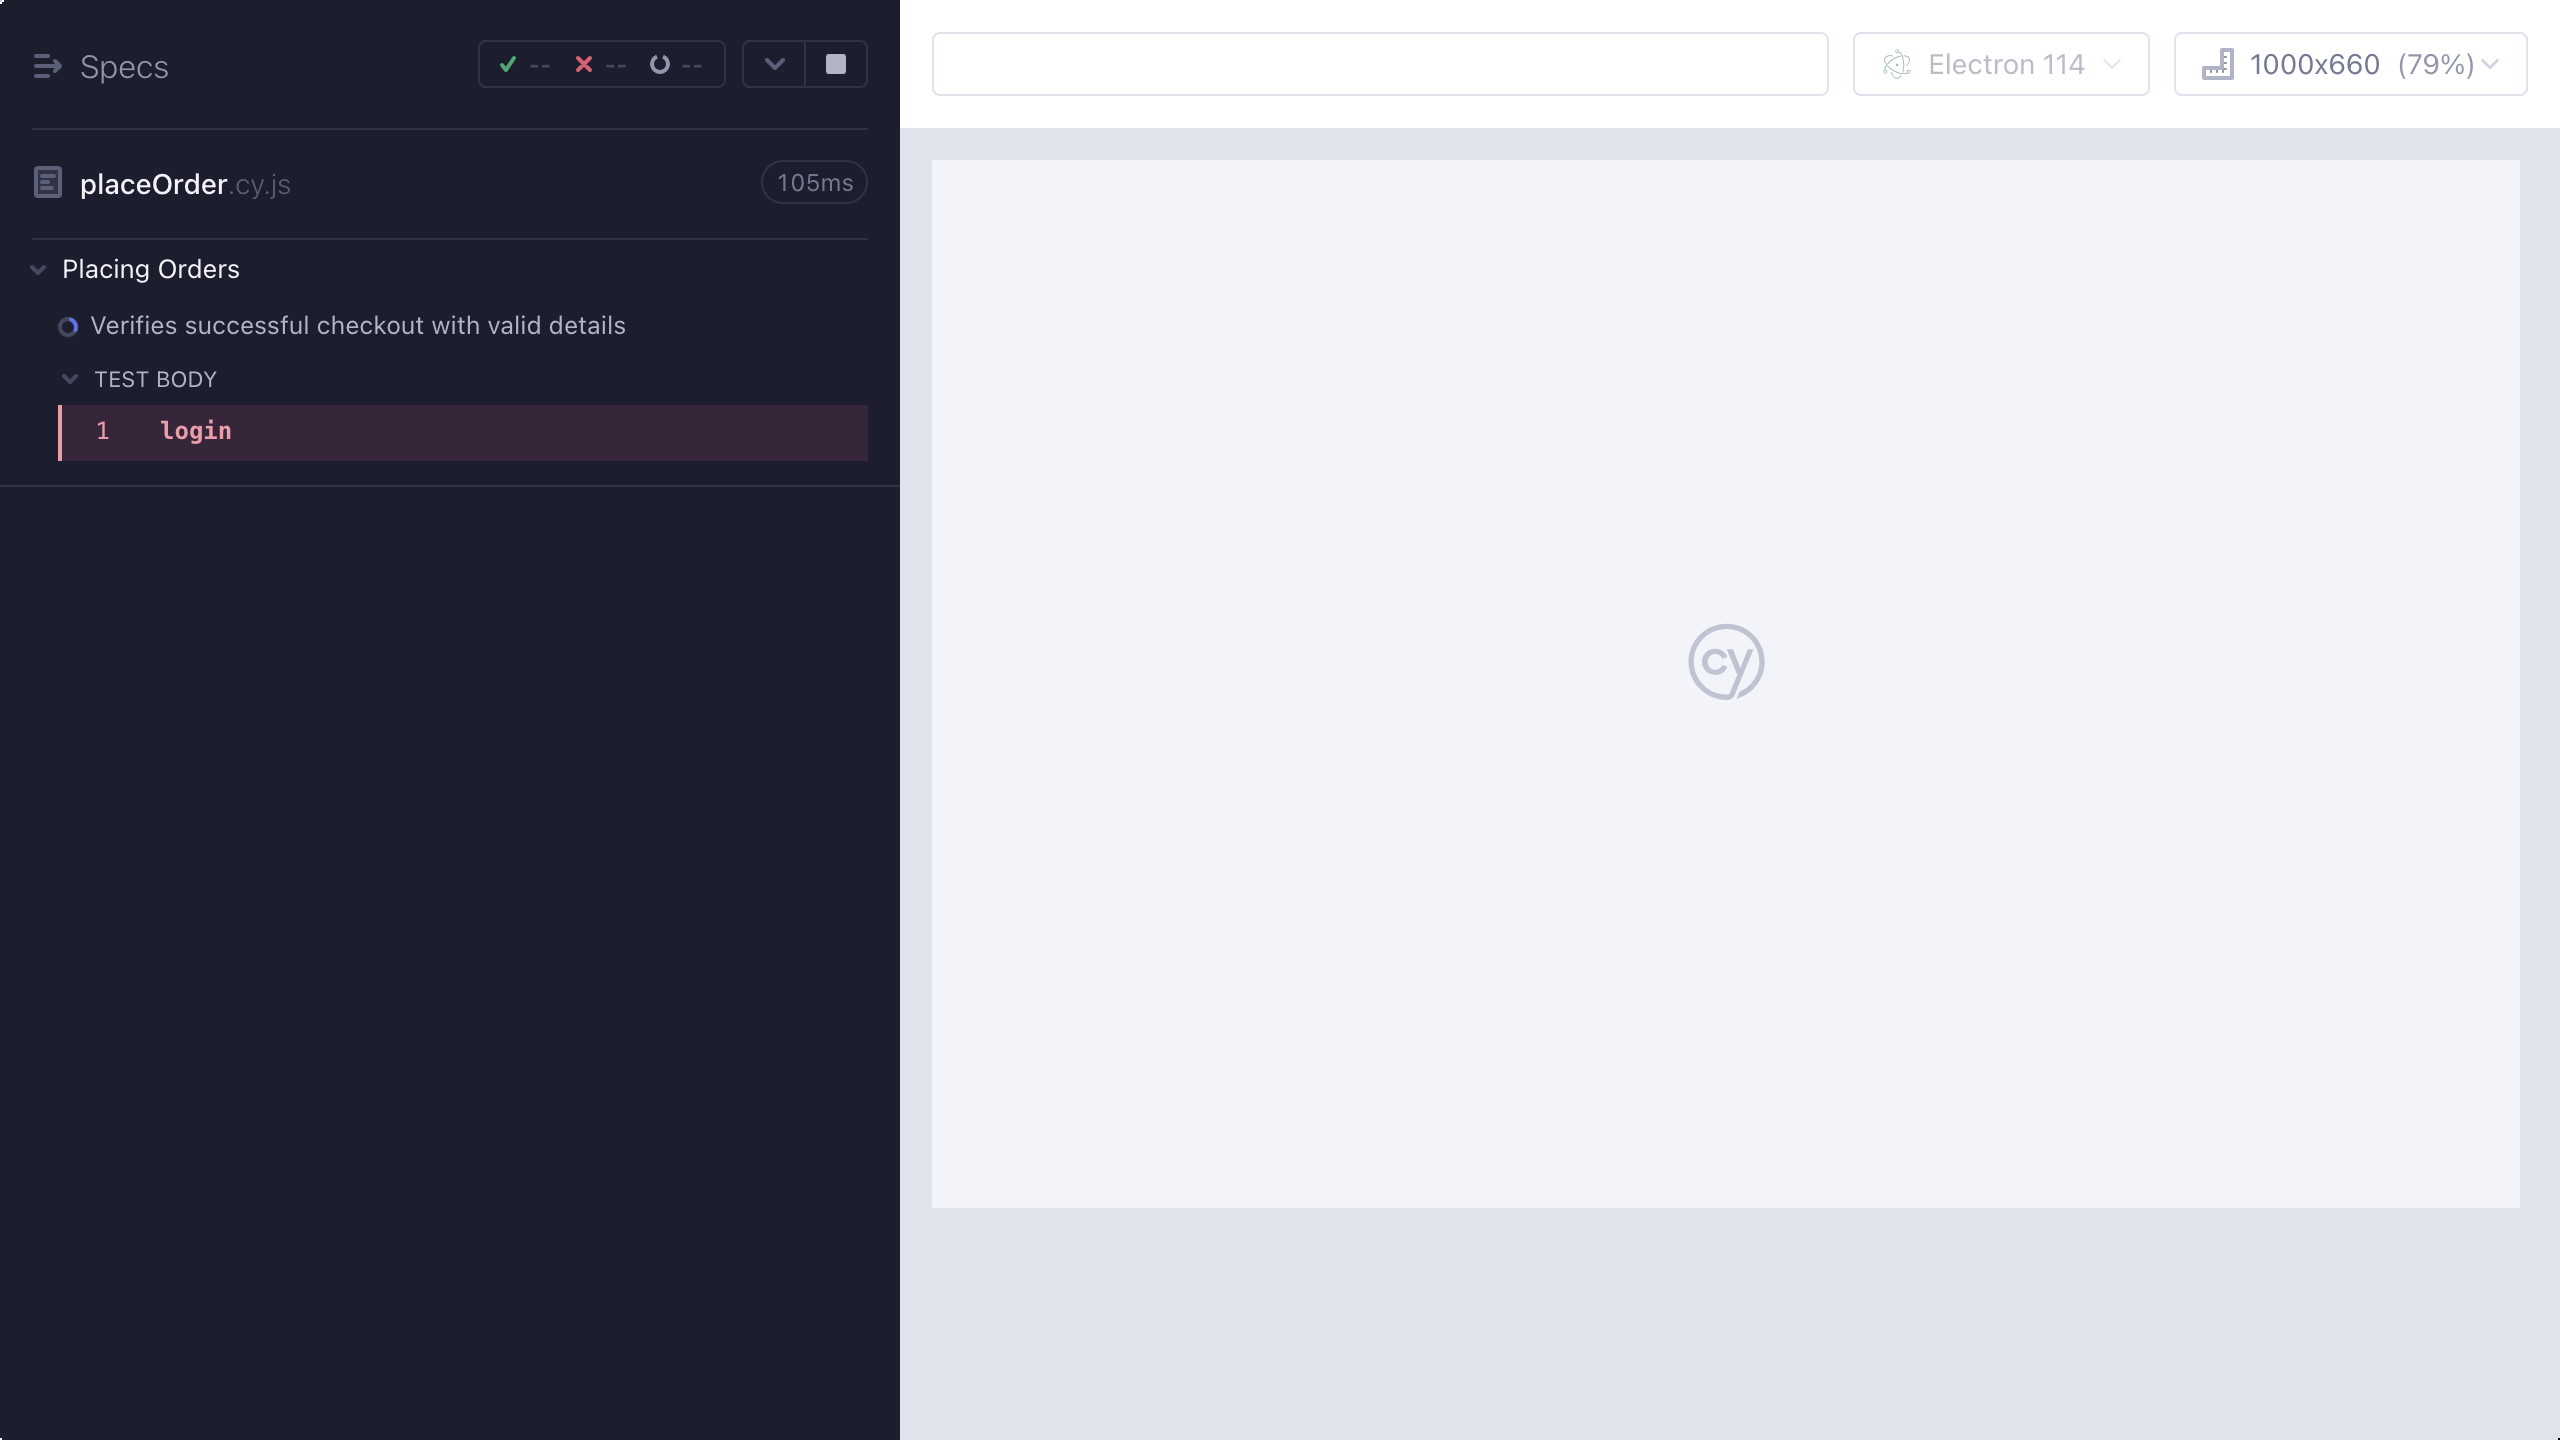 Specs
--
--
--
placeOrder.cy.js
105ms
Placing Orders
Verifies successful checkout with valid details
TEST BODY
1 login
Electron 114
1000x660 (79%)
cy